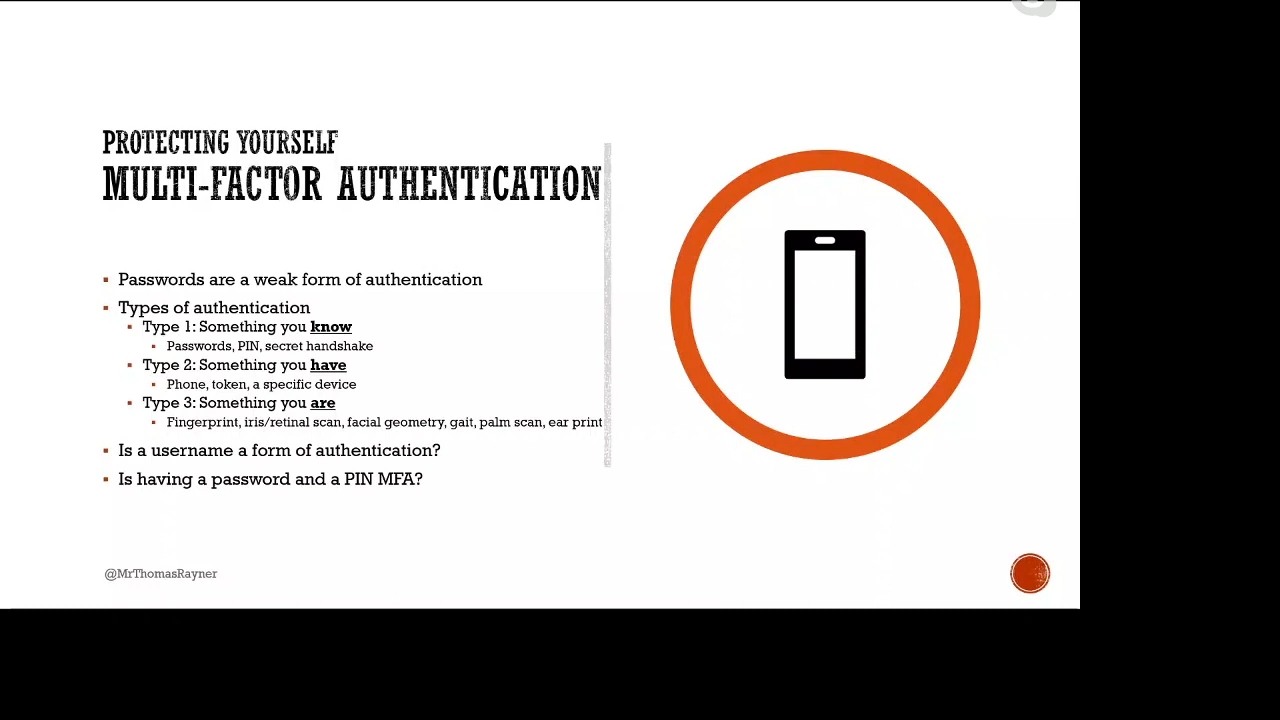 PROTECTING YOURSELF
MULTI-FACTOR AUTHENTICATION
Passwords are a weak form of authentication
Types of authentication
Type 1: Something you know
Passwords, PIN, secret handshake
Type 2: Something you have
Phone, token, a specific device
Type 3: Something you are
Fingerprint, iris/retinal scan, facial geometry, gait, palm scan, ear print
Is a username a form of authentication?
Is having a password and a PIN MFA?
@MrThomasRayner